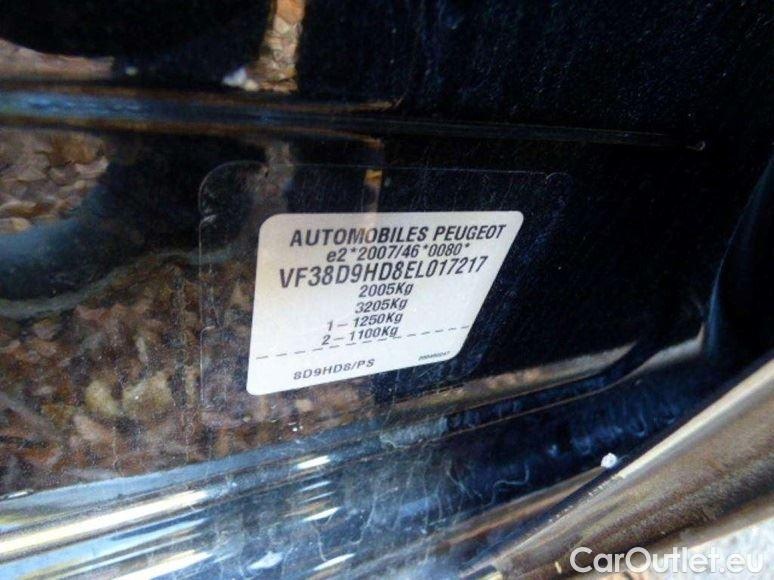 AUTOMOBILES PEUGEOT
e2*2007/46*0080*
VF38D9HD8EL017217
2005Kg
3205Kg
1-1250Kg
2-1100Kg
8D9HD8/PS
CarOutlet.eu